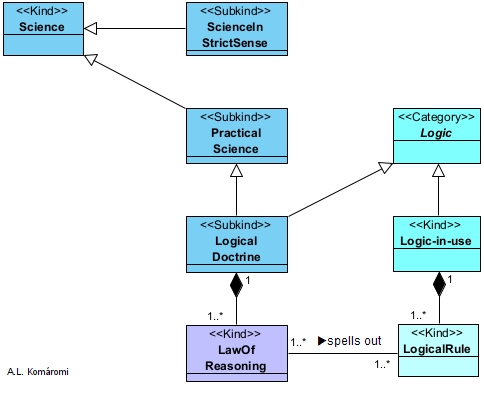 <<Kind>>
Science
<<Subkind>>
ScienceIn
StrictSense
<<Subkind>>
Practical
Science
<<Category>>
Logic
<<Subkind>>
Logical
Doctrine
<<Kind>>
Logic-in-use
1
1
1..*
1..*
<<Kind>>
LawOf
Reasoning
1..*
▶spells out
1..*
<<Kind>>
LogicalRule
A.L. Komáromi